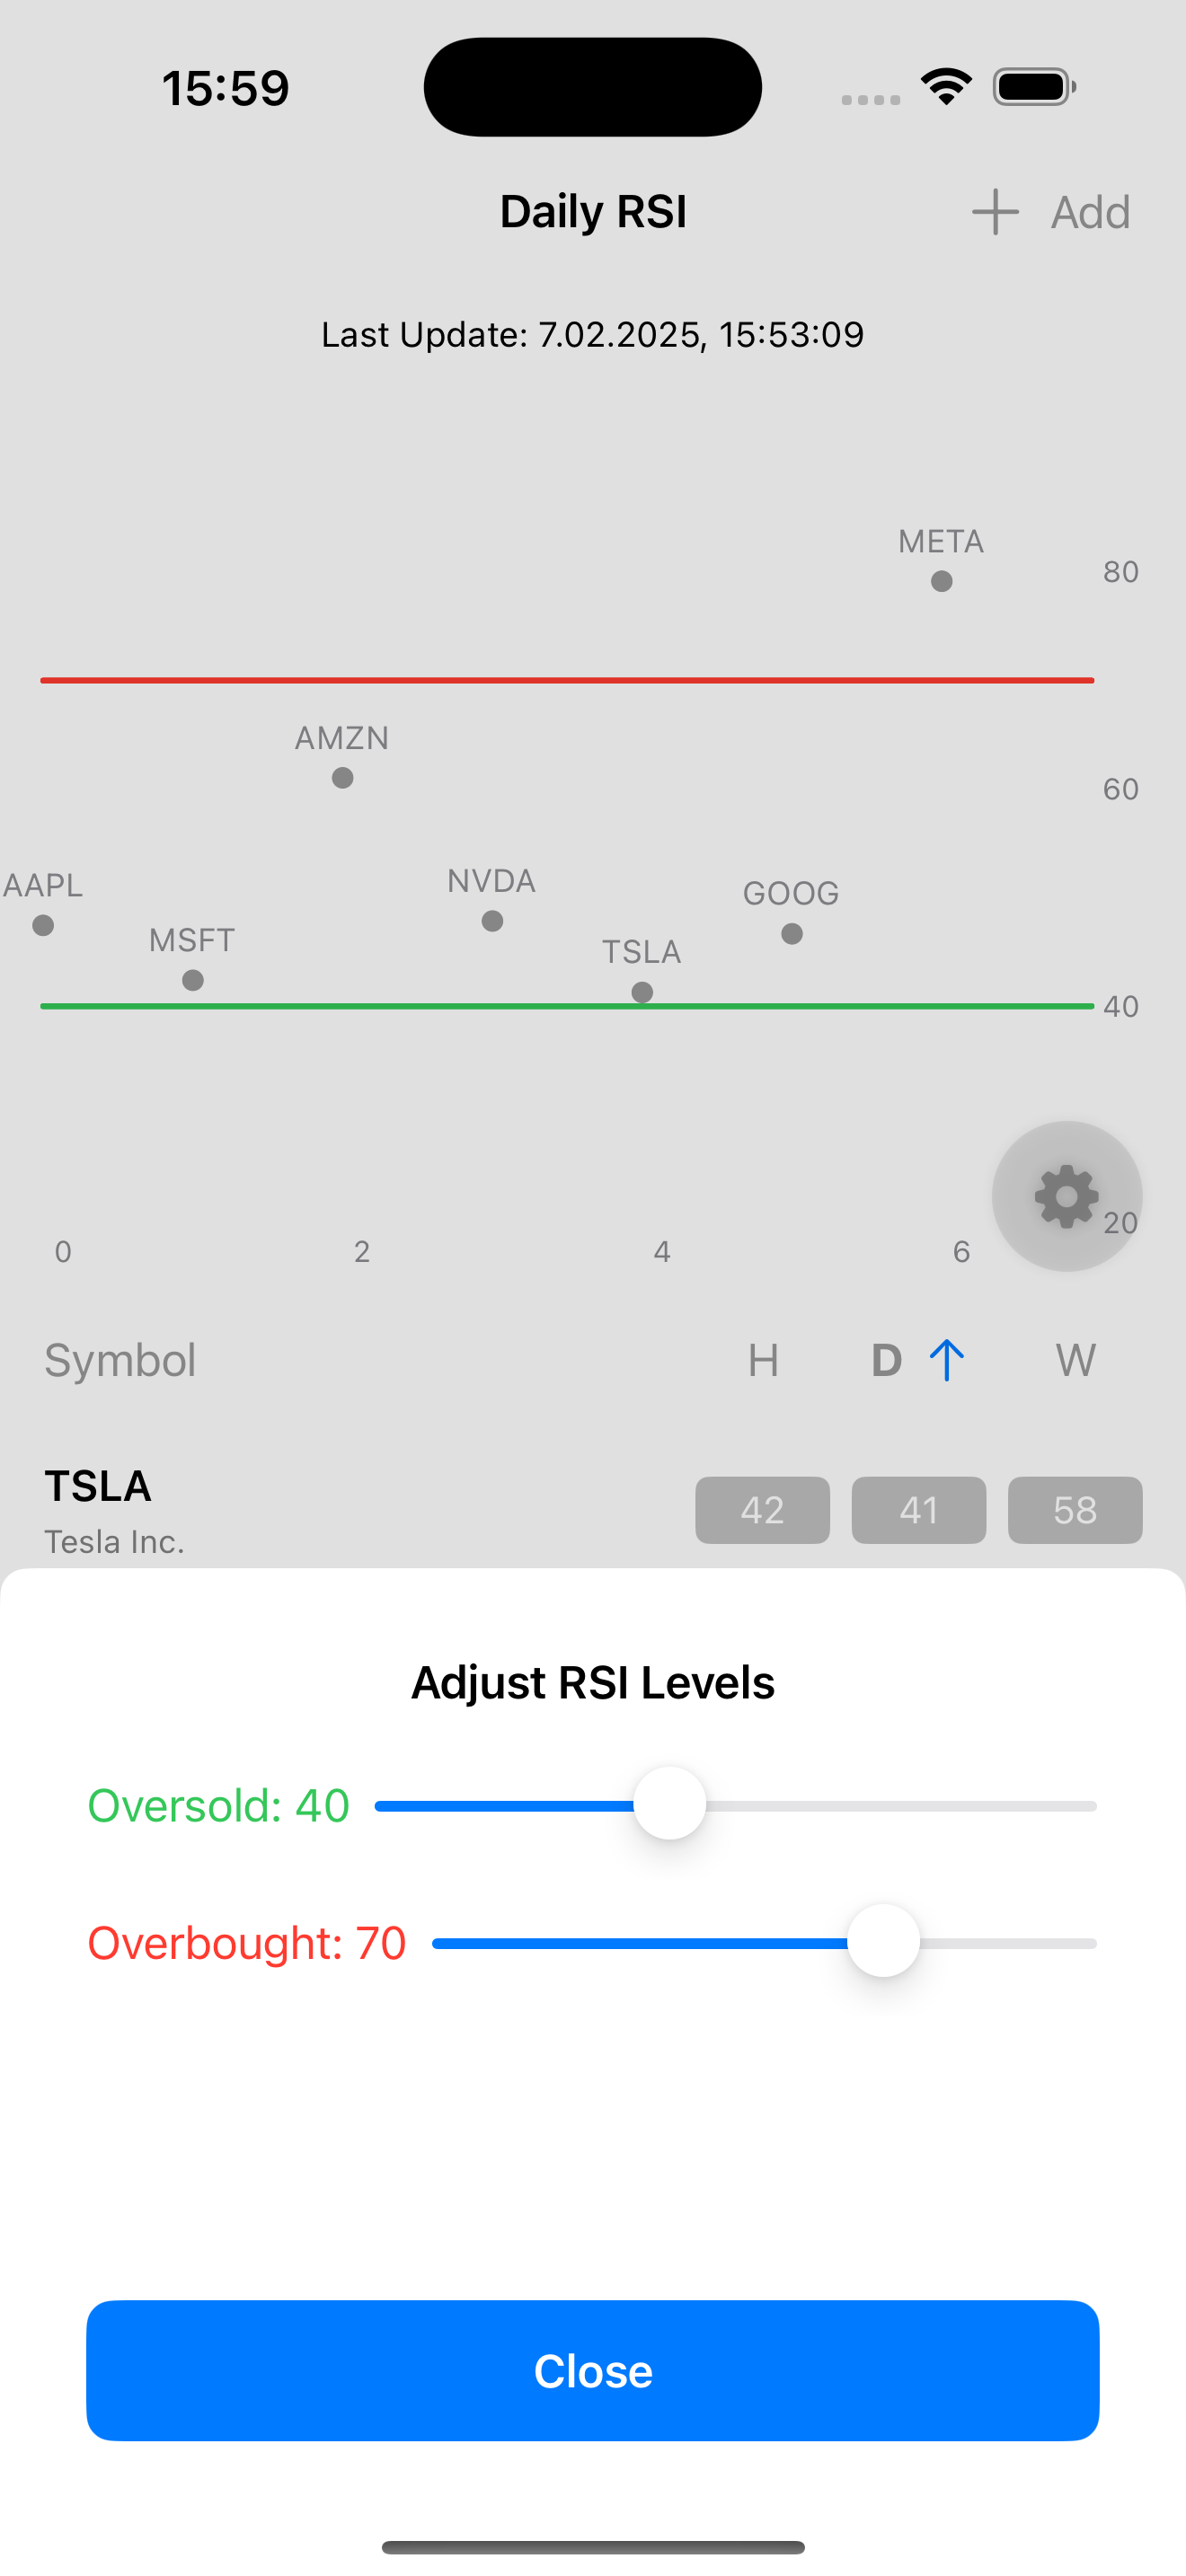 15:59
Daily RSI
Add
Last Update: 7.02.2025, 15:53:09
META
80
AMZN
60
AAPL
NVDA
GOOG
MSFT
TSLA
40
20
0 2 4 6
Symbol H D W
TSLA
Tesla Inc.
42 41 58
Adjust RSI Levels
Oversold: 40
Overbought: 70
Close